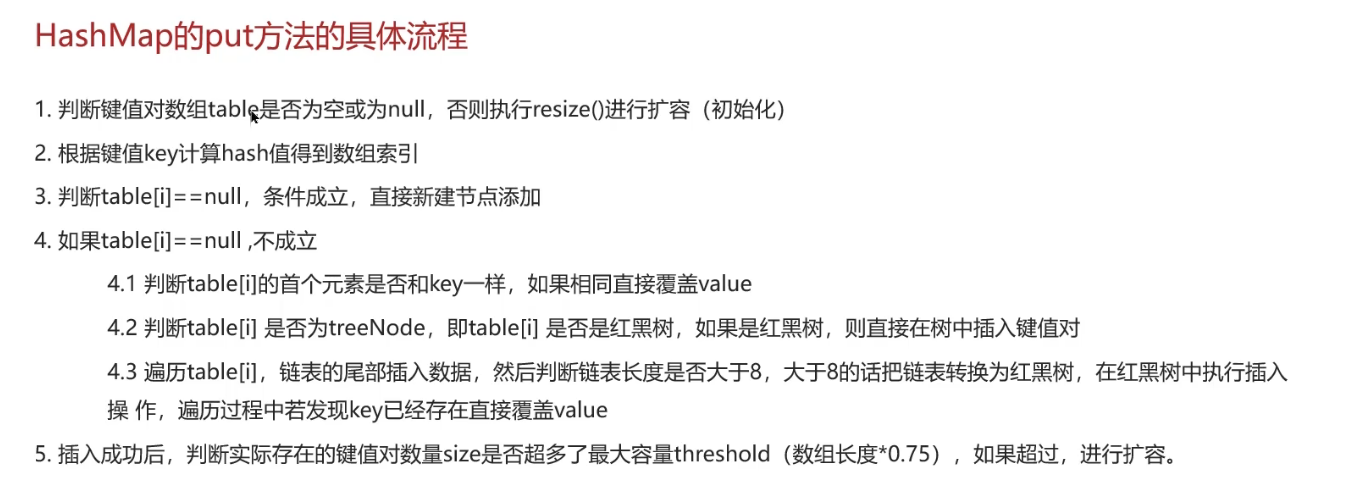 HashMap的put方法的具体流程
1. 判断键值对数组table是否为空或为null，否则执行resize()进行扩容（初始化）
2. 根据键值key计算hash值得到数组索引
3. 判断table[i]==null，条件成立，直接新建节点添加
4. 如果table[i]==null ,不成立
4.1 判断table[i]的首个元素是否和key一样，如果相同直接覆盖value
4.2 判断table[i] 是否为treeNode，即table[i] 是否是红黑树，如果是红黑树，则直接在树中插入键值对
4.3 遍历table[i]，链表的尾部插入数据，然后判断链表长度是否大于8，大于8的话把链表转换为红黑树，在红黑树中执行插入
操 作，遍历过程中若发现key已经存在直接覆盖value
5. 插入成功后，判断实际存在的键值对数量size是否超多了最大容量threshold（数组长度*0.75），如果超过，进行扩容。